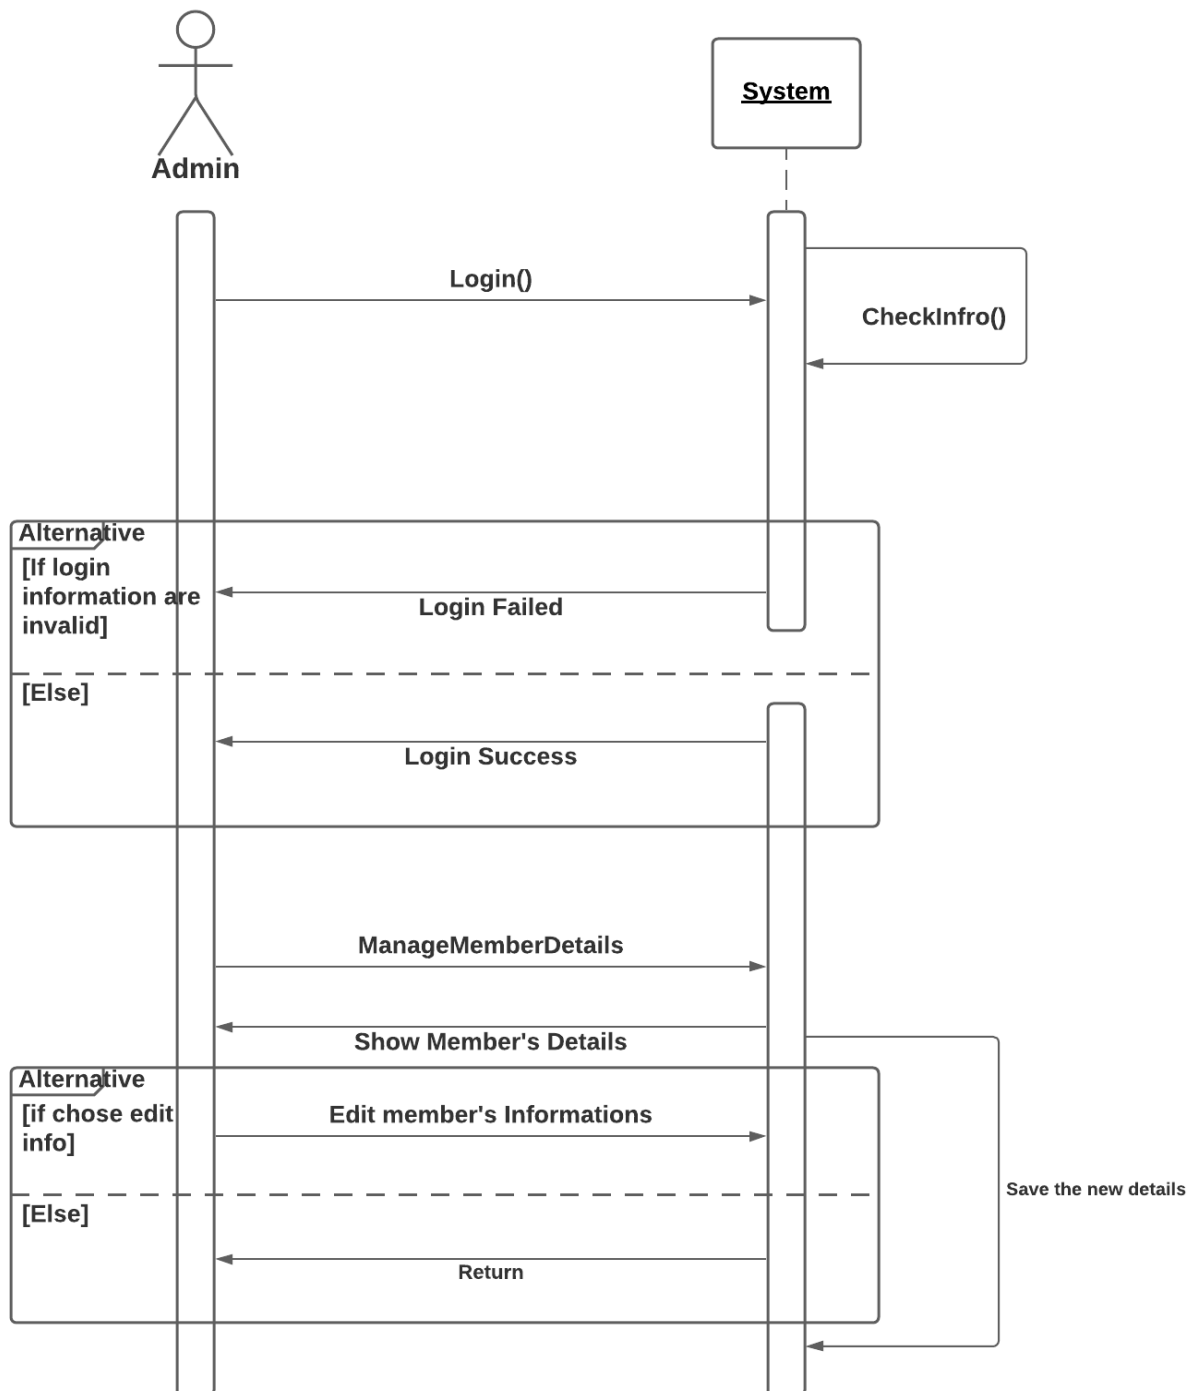 System
Admin
Login()
CheckInfro()
Alternative
[If login
information are
invalid]
Login Failed
[Else]
Login Success
ManageMemberDetails
Show Member's Details
Alternative
[if chose edit
info]
Edit member's Informations
Save the new details
[Else]
Return